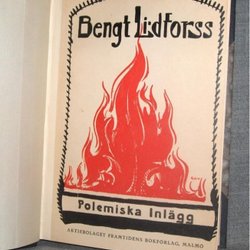 Bengt Lidforss
Polemiska Inlägg
AKTIEBOLAGET FRAMTIDENS BOKFÖRLAG, MALMÖ